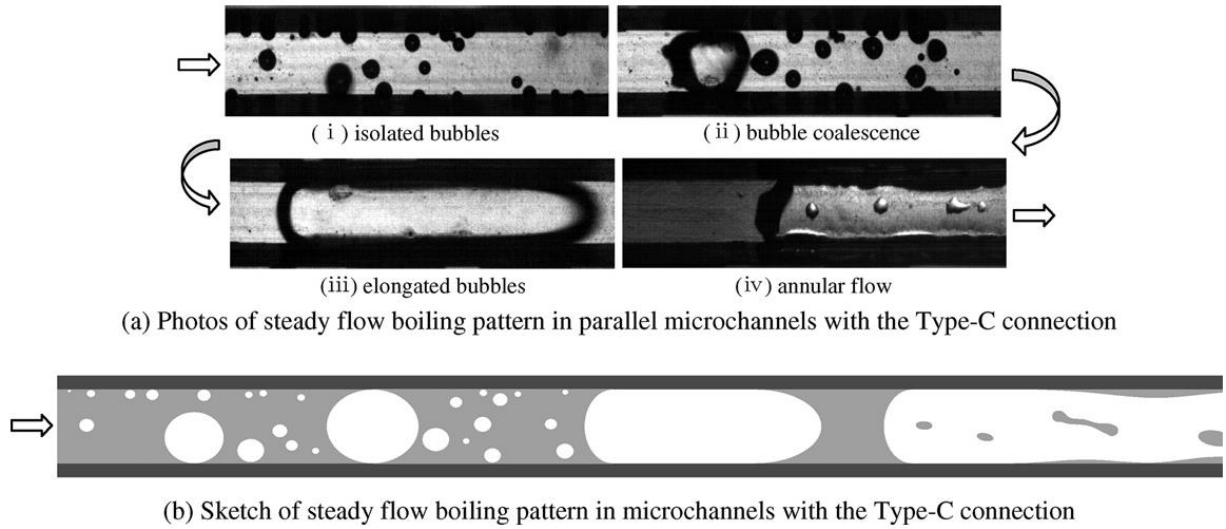 (i) isolated bubbles
(ii) bubble coalescence
(iii) elongated bubbles
(iv) annular flow
(a) Photos of steady flow boiling pattern in parallel microchannels with the Type-C connection
(b) Sketch of steady flow boiling pattern in microchannels with the Type-C connection